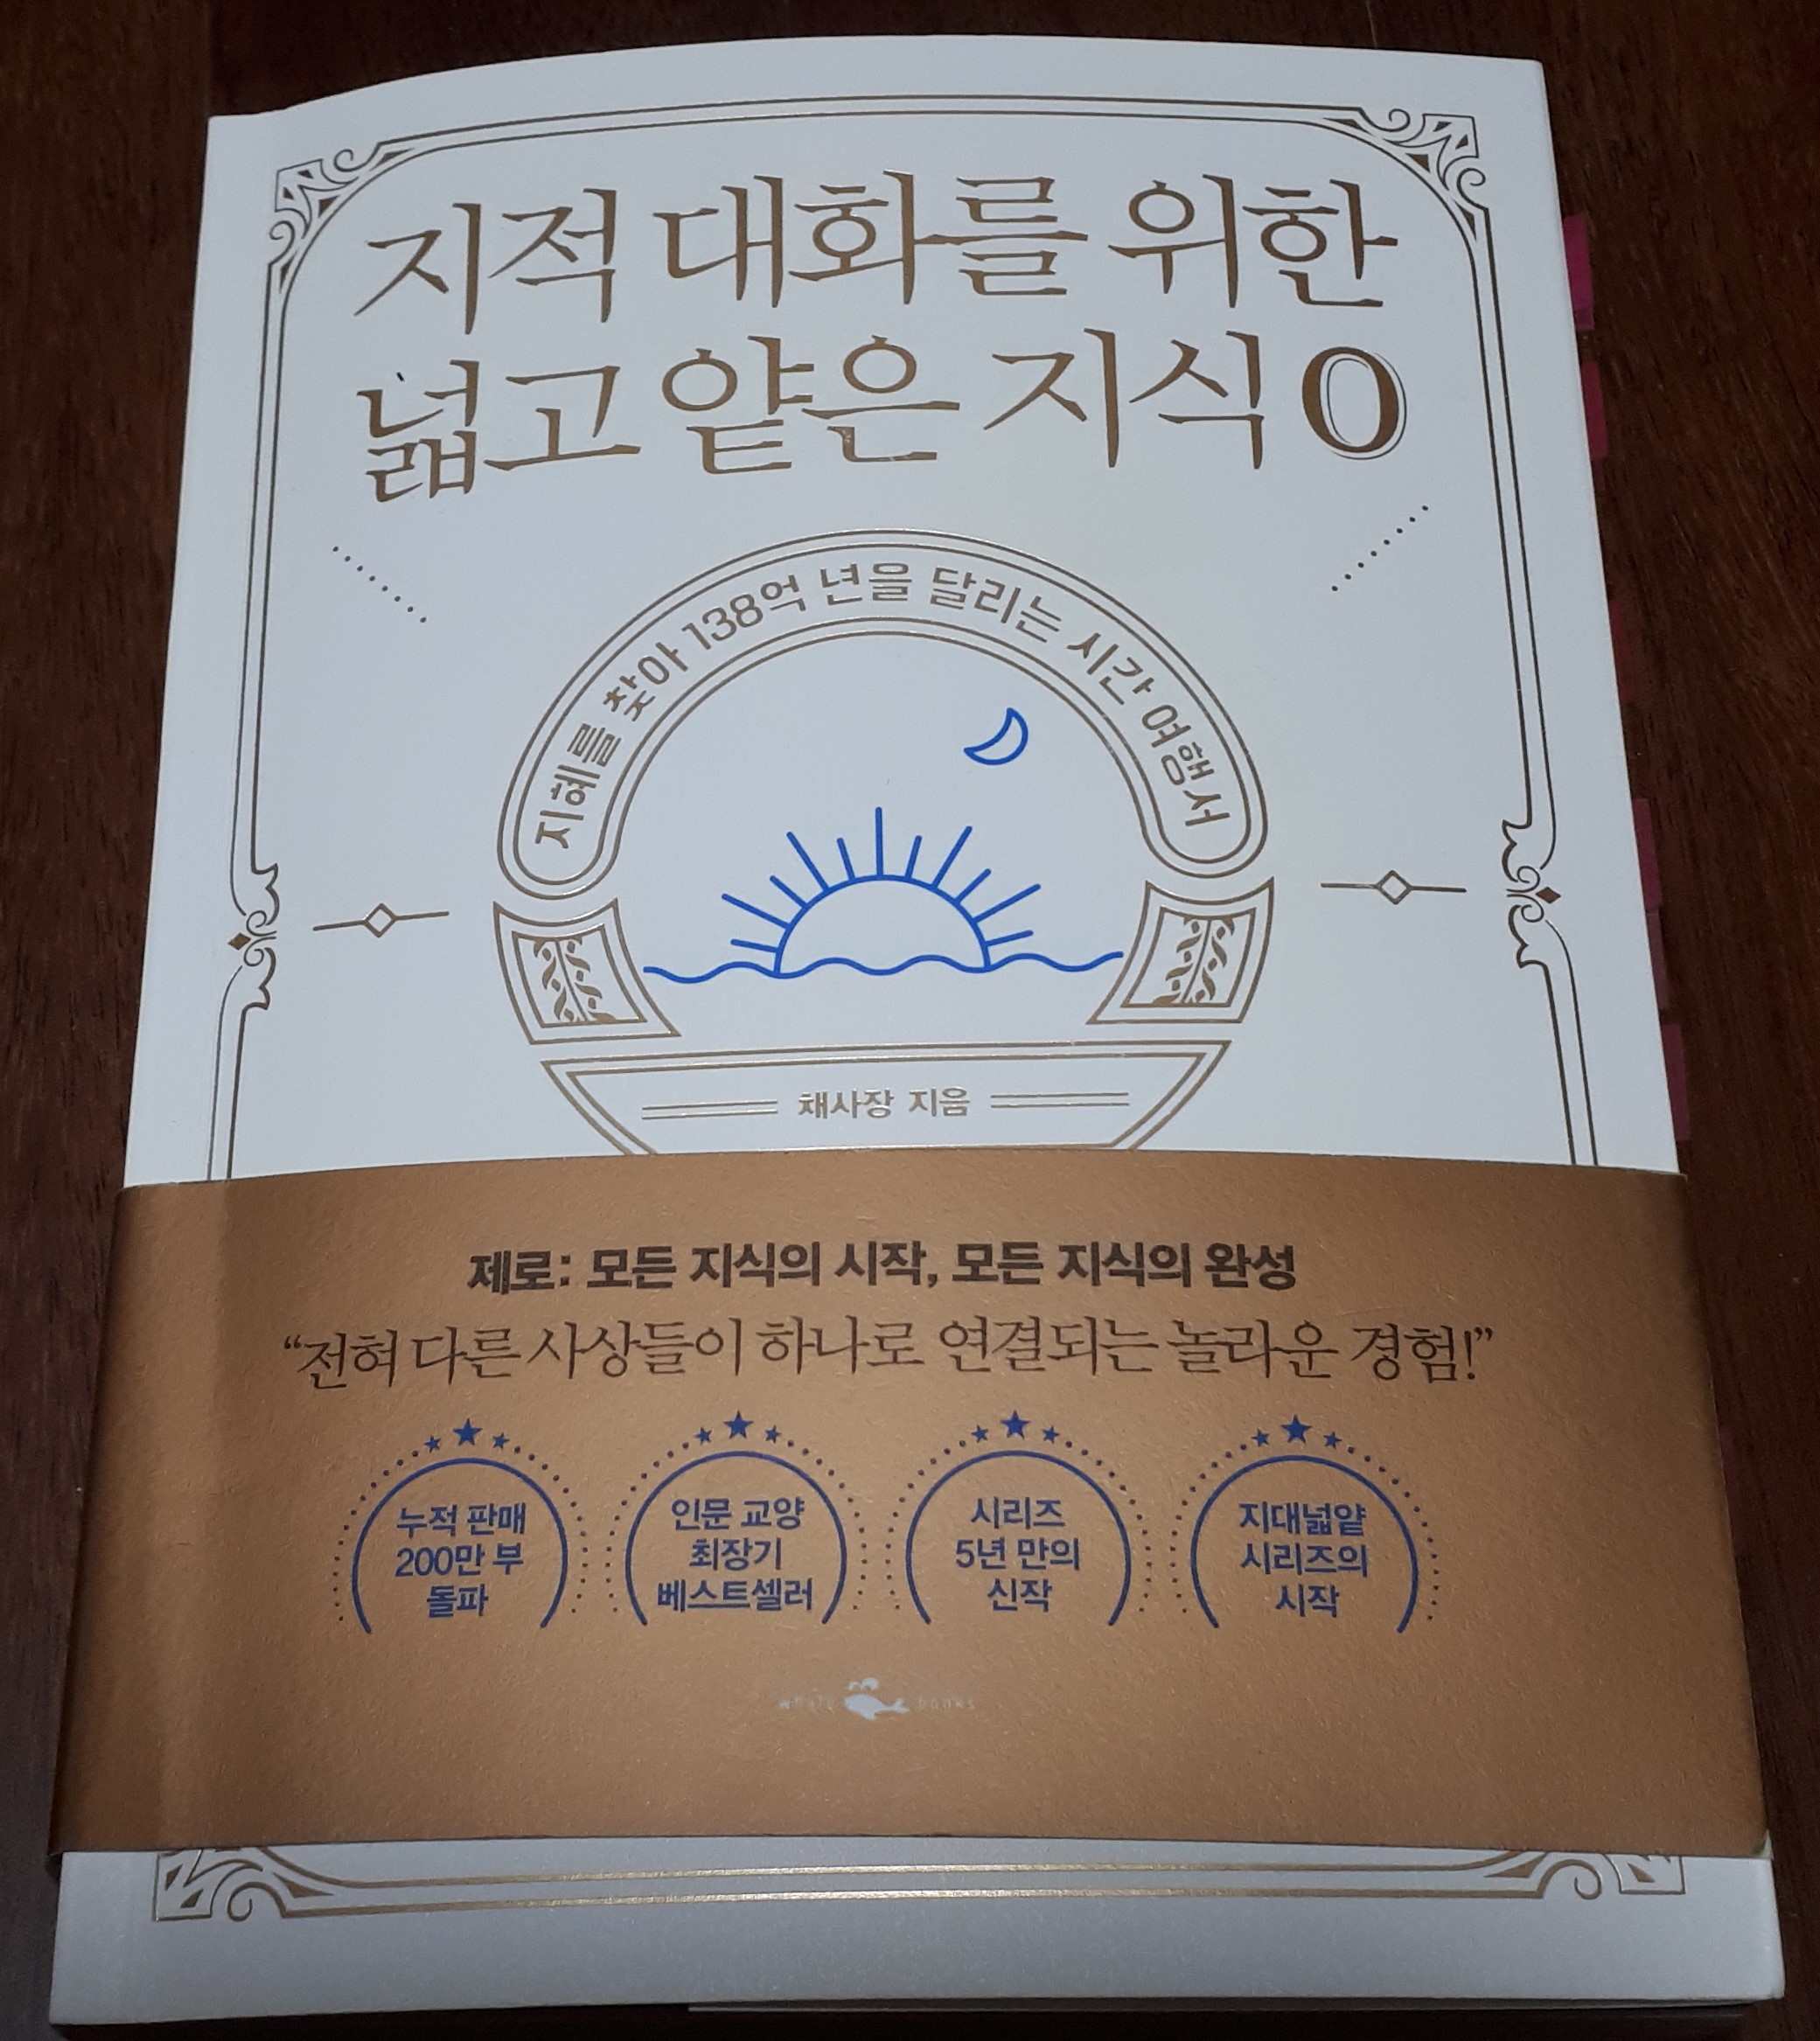 지적 대화를 위한
넓고 얕은 지식 0
지혜를 찾아 138억 년을 달리는 시간 여행서
채사장 지음
제로: 모든 지식의 시작, 모든 지식의 완성
“전혀 다른 사상들이 하나로 연결되는 놀라운 경험!”
누적 판매
200만 부
돌파
인문 교양
최장기
베스트셀러
시리즈
5년 만의
신작
지대넓얕
시리즈의
시작